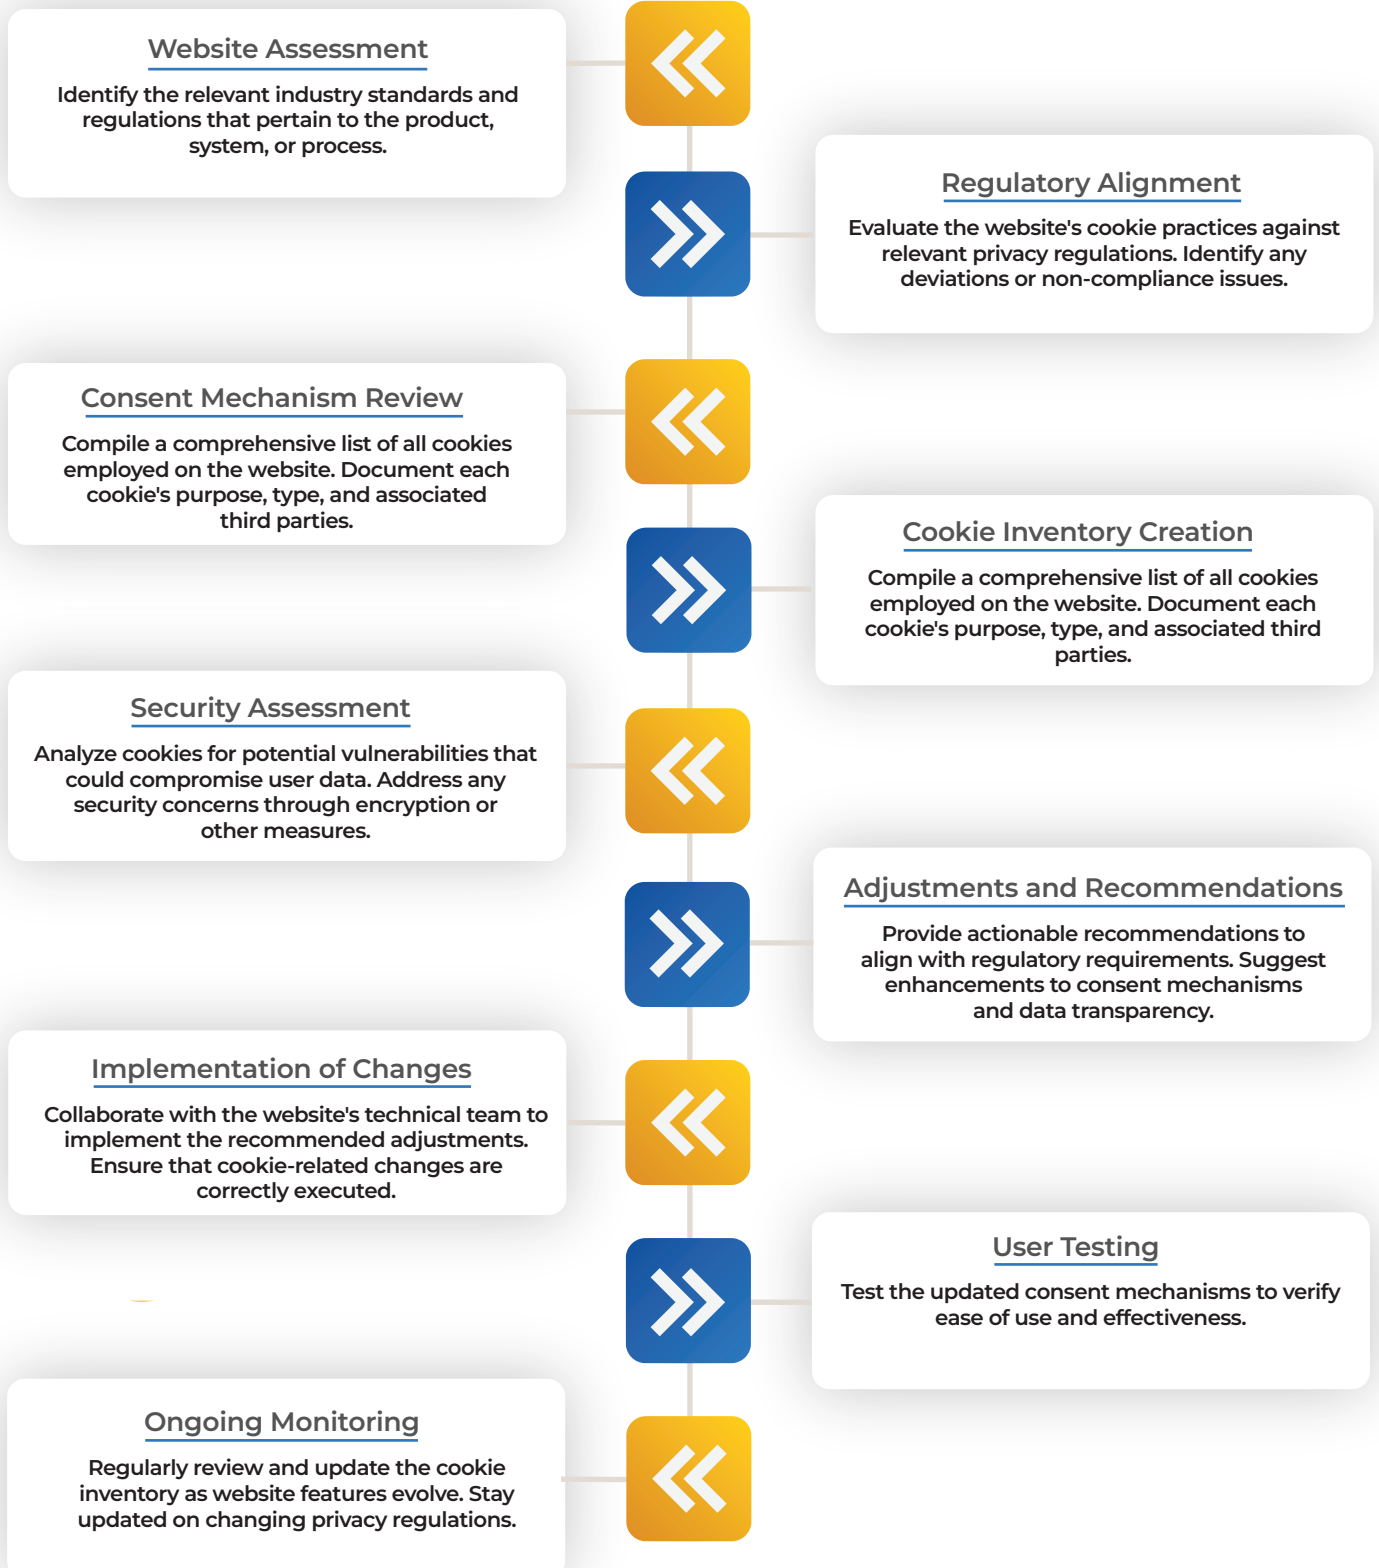 Website Assessment
Identify the relevant industry standards and
regulations that pertain to the product,
system, or process.
Regulatory Alignment
Evaluate the website's cookie practices against
relevant privacy regulations. Identify any
deviations or non-compliance issues.
Consent Mechanism Review
Compile a comprehensive list of all cookies
employed on the website. Document each
cookie's purpose, type, and associated
third parties.
Cookie Inventory Creation
Compile a comprehensive list of all cookies
employed on the website. Document each
cookie's purpose, type, and associated third
parties.
Security Assessment
Analyze cookies for potential vulnerabilities that
could compromise user data. Address any
security concerns through encryption or
other measures.
Adjustments and Recommendations
Provide actionable recommendations to
align with regulatory requirements. Suggest
enhancements to consent mechanisms
and data transparency.
Implementation of Changes
Collaborate with the website's technical team to
implement the recommended adjustments.
Ensure that cookie-related changes are
correctly executed.
User Testing
Test the updated consent mechanisms to verify
ease of use and effectiveness.
Ongoing Monitoring
Regularly review and update the cookie
inventory as website features evolve. Stay
updated on changing privacy regulations.